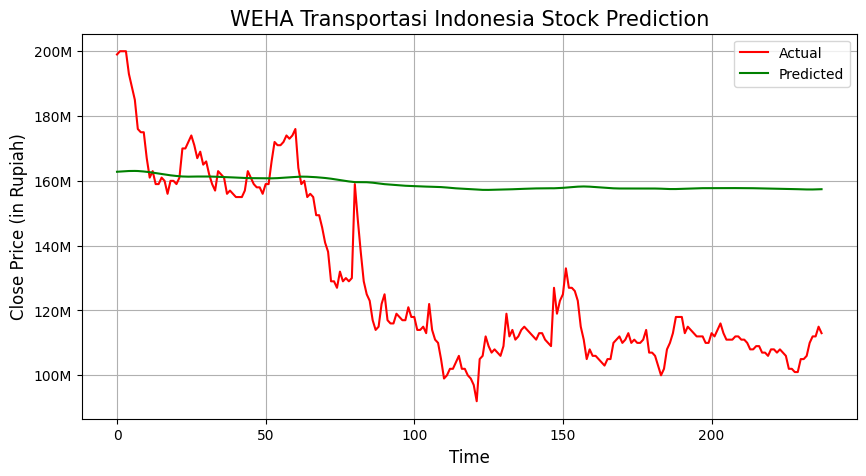 WEHA Transportasi Indonesia Stock Prediction
Actual
Predicted
Close Price (in Rupiah)
200M
180M
160M
140M
120M
100M
0
50
100
150
200
Time